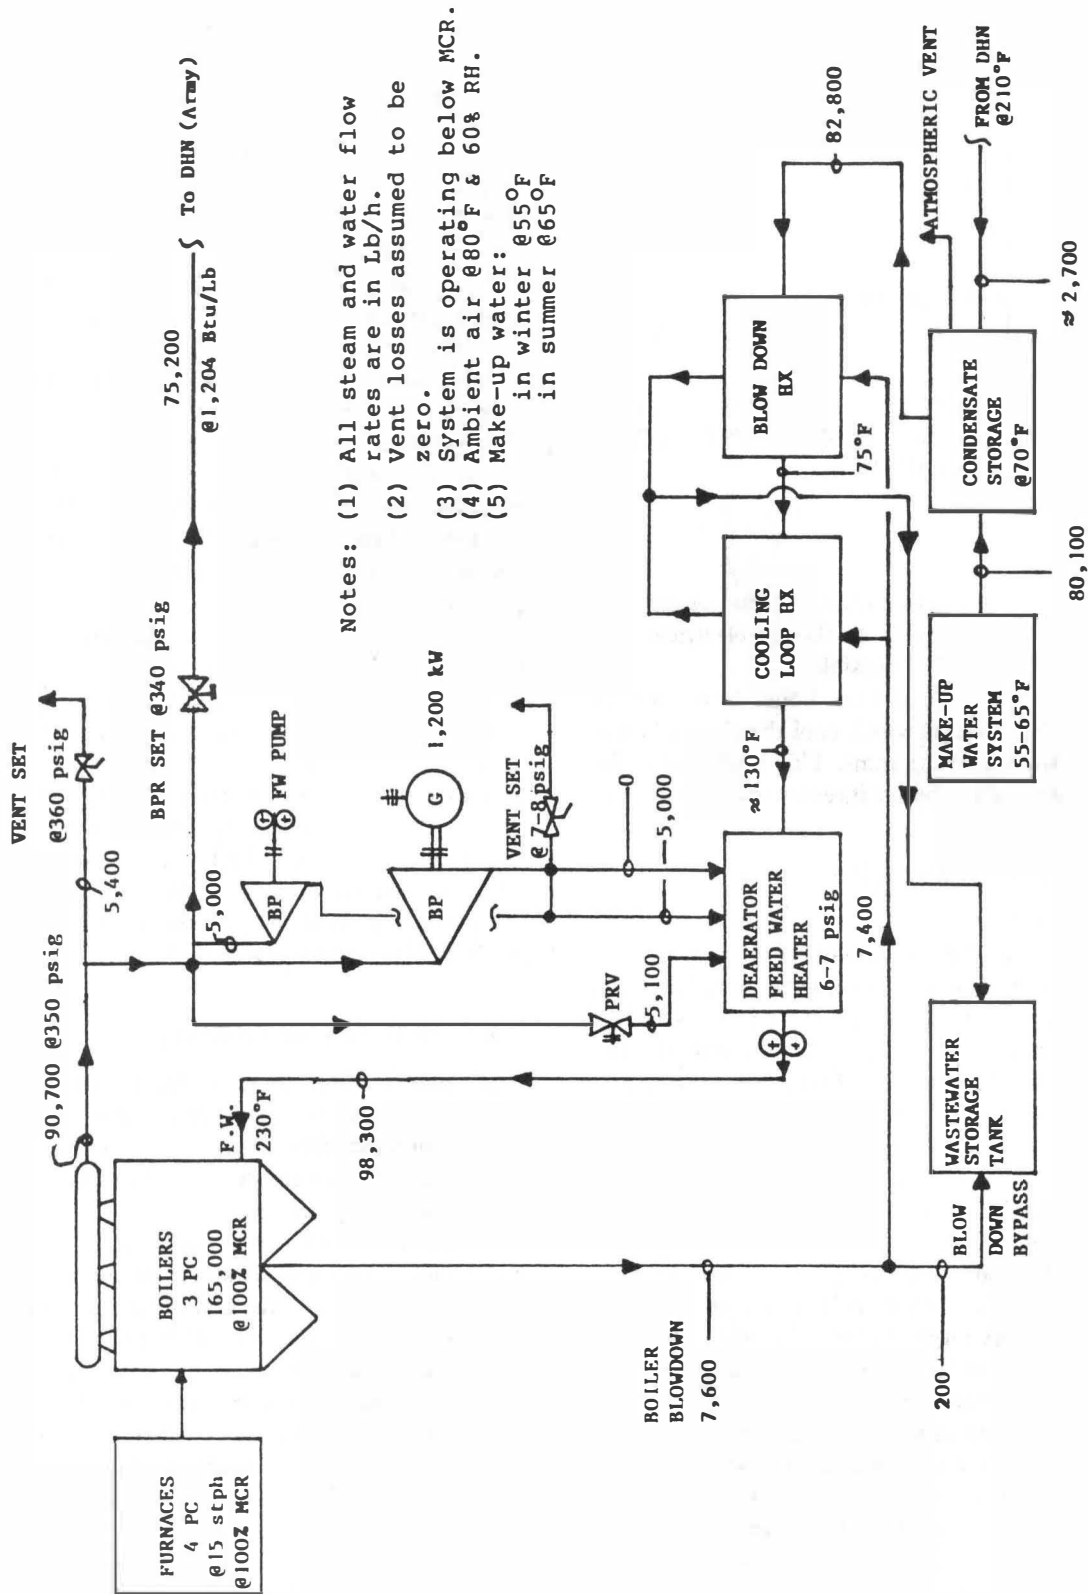 FURNACES
4 PC
@15 stph
@100% MCR
BOILERS
3 PC
165,000
@100% MCR
90,700 @350 psig
F.W.
230°F
98,300
VENT SET
@360 psig
5,400
BPR SET @340 psig
75,200
@1,204 Btu/Lb
To DHN (Army)
5,000
BP
FW PUMP
BP
G
1,200 kW
VENT SET
@ 7-8 psig
0
5,000
PRV
5,100
Notes: (1) All steam and water flow
rates are in Lb/h.
(2) Vent losses assumed to be
zero.
(3) System is operating below MCR.
(4) Ambient air @80°F & 60% RH.
(5) Make-up water:
in winter @55°F
in summer @65°F
DEAERATOR
FEED WATER
HEATER
6-7 psig
≈130°F
COOLING
LOOP HX
75°F
BLOW DOWN
HX
82,800
ATMOSPHERIC VENT
FROM DHN
@210°F
≈2,700
CONDENSATE
STORAGE
@70°F
80,100
MAKE-UP
WATER
SYSTEM
55-65°F
7,400
WASTEWATER
STORAGE
TANK
BLOW
DOWN
BYPASS
200
BOILER
BLOWDOWN
7,600